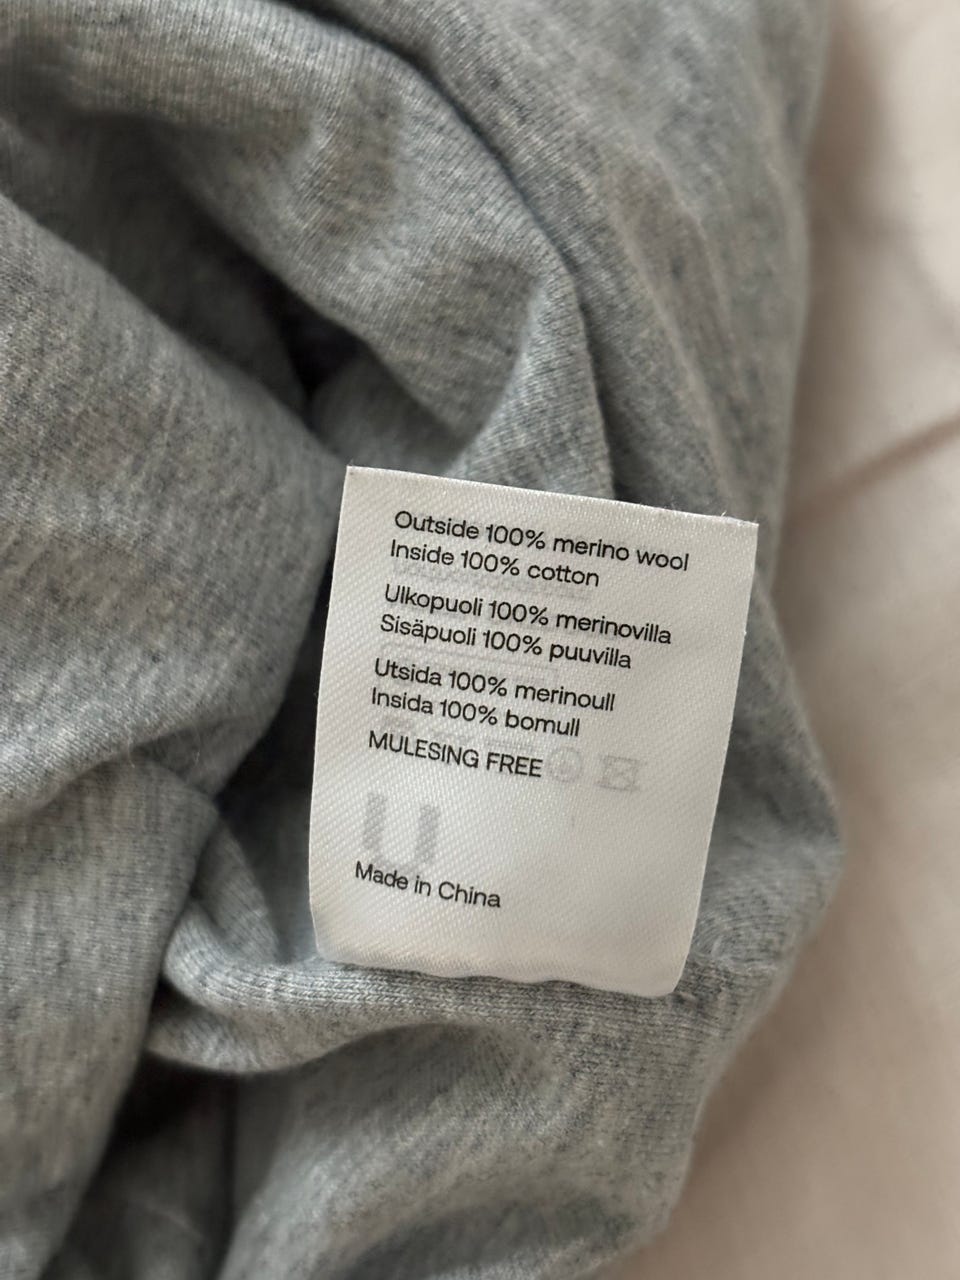 Outside 100% merino wool
Inside 100% cotton
Ulkopuoli 100% merinovilla
Sisäpuoli 100% puuvilla
Utsida 100% merinoull
Insida 100% bomull
MULESING FREE
Made in China